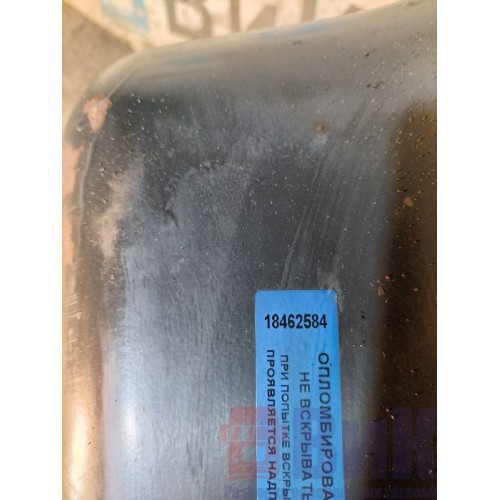 18462584
ОПЛОМБИРОВА
НЕ ВСКРЫВАТЬ
ПРИ ПОПЫТКЕ ВСКРЫ
ПРОЯВЛЯЕТСЯ НАДП